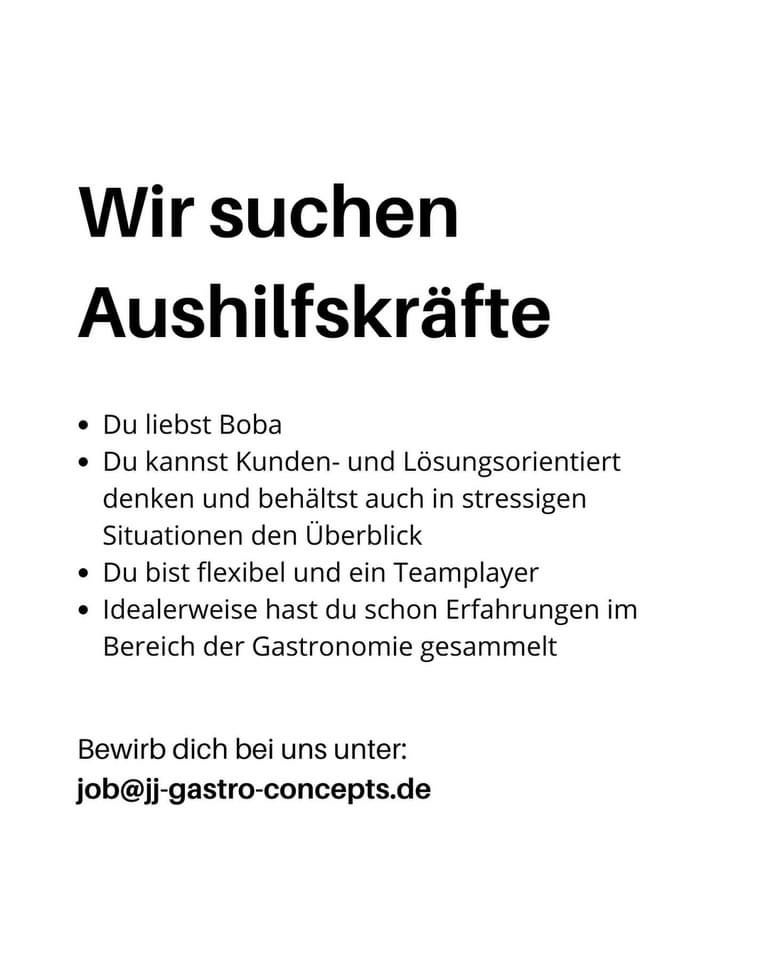 Wir suchen
Aushilfskräfte
• Du liebst Boba
• Du kannst Kunden- und Lösungsorientiert
denken und behältst auch in stressigen
Situationen den Überblick
• Du bist flexibel und ein Teamplayer
• Idealerweise hast du schon Erfahrungen im
Bereich der Gastronomie gesammelt
Bewirb dich bei uns unter:
job@jj-gastro-concepts.de